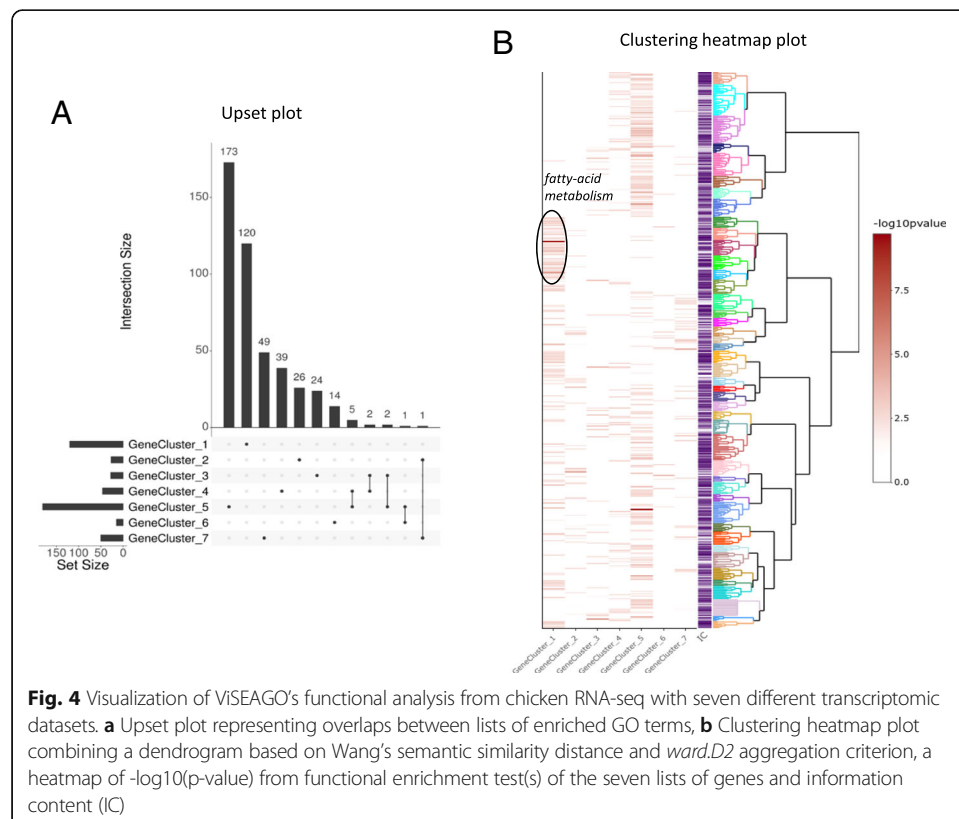 A
Upset plot
Intersection Size
150
100
50
0
173
120
49
39
26
24
14
5
2
2
1
1
GeneCluster_1
GeneCluster_2
GeneCluster_3
GeneCluster_4
GeneCluster_5
GeneCluster_6
GeneCluster_7
150 100 50 0
Set Size
B
Clustering heatmap plot
fatty-acid
metabolism
-log10pvalue
7.5
5.0
2.5
0.0
GeneCluster_1
GeneCluster_2
GeneCluster_3
GeneCluster_4
GeneCluster_5
GeneCluster_6
GeneCluster_7
IC
Fig. 4 Visualization of ViSEAGO's functional analysis from chicken RNA-seq with seven different transcriptomic
datasets. a Upset plot representing overlaps between lists of enriched GO terms, b Clustering heatmap plot
combining a dendrogram based on Wang's semantic similarity distance and ward.D2 aggregation criterion, a
heatmap of -log10(p-value) from functional enrichment test(s) of the seven lists of genes and information
content (IC)